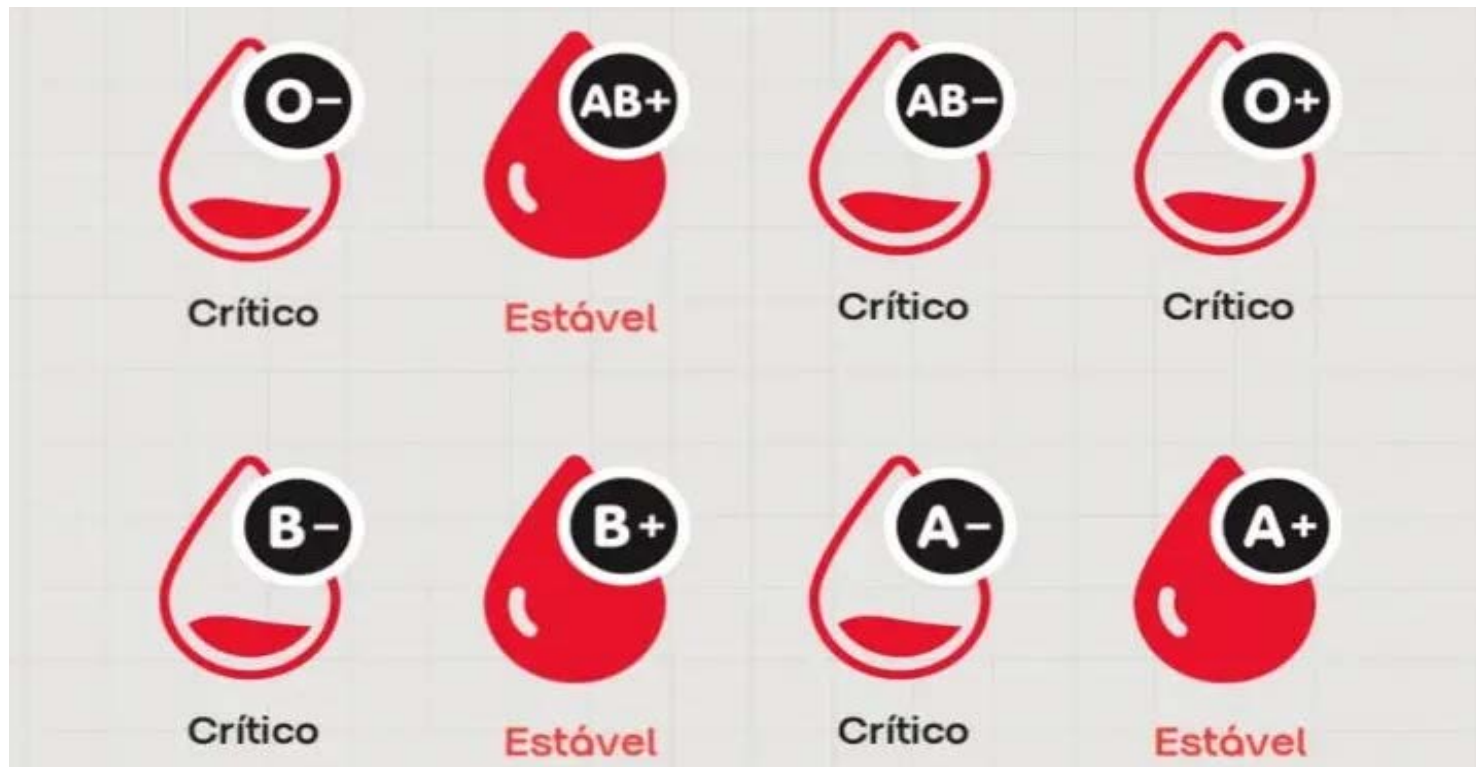 O- AB+ AB- O+
Crítico Estável Crítico Crítico
B- B+ A- A+
Crítico Estável Crítico Estável